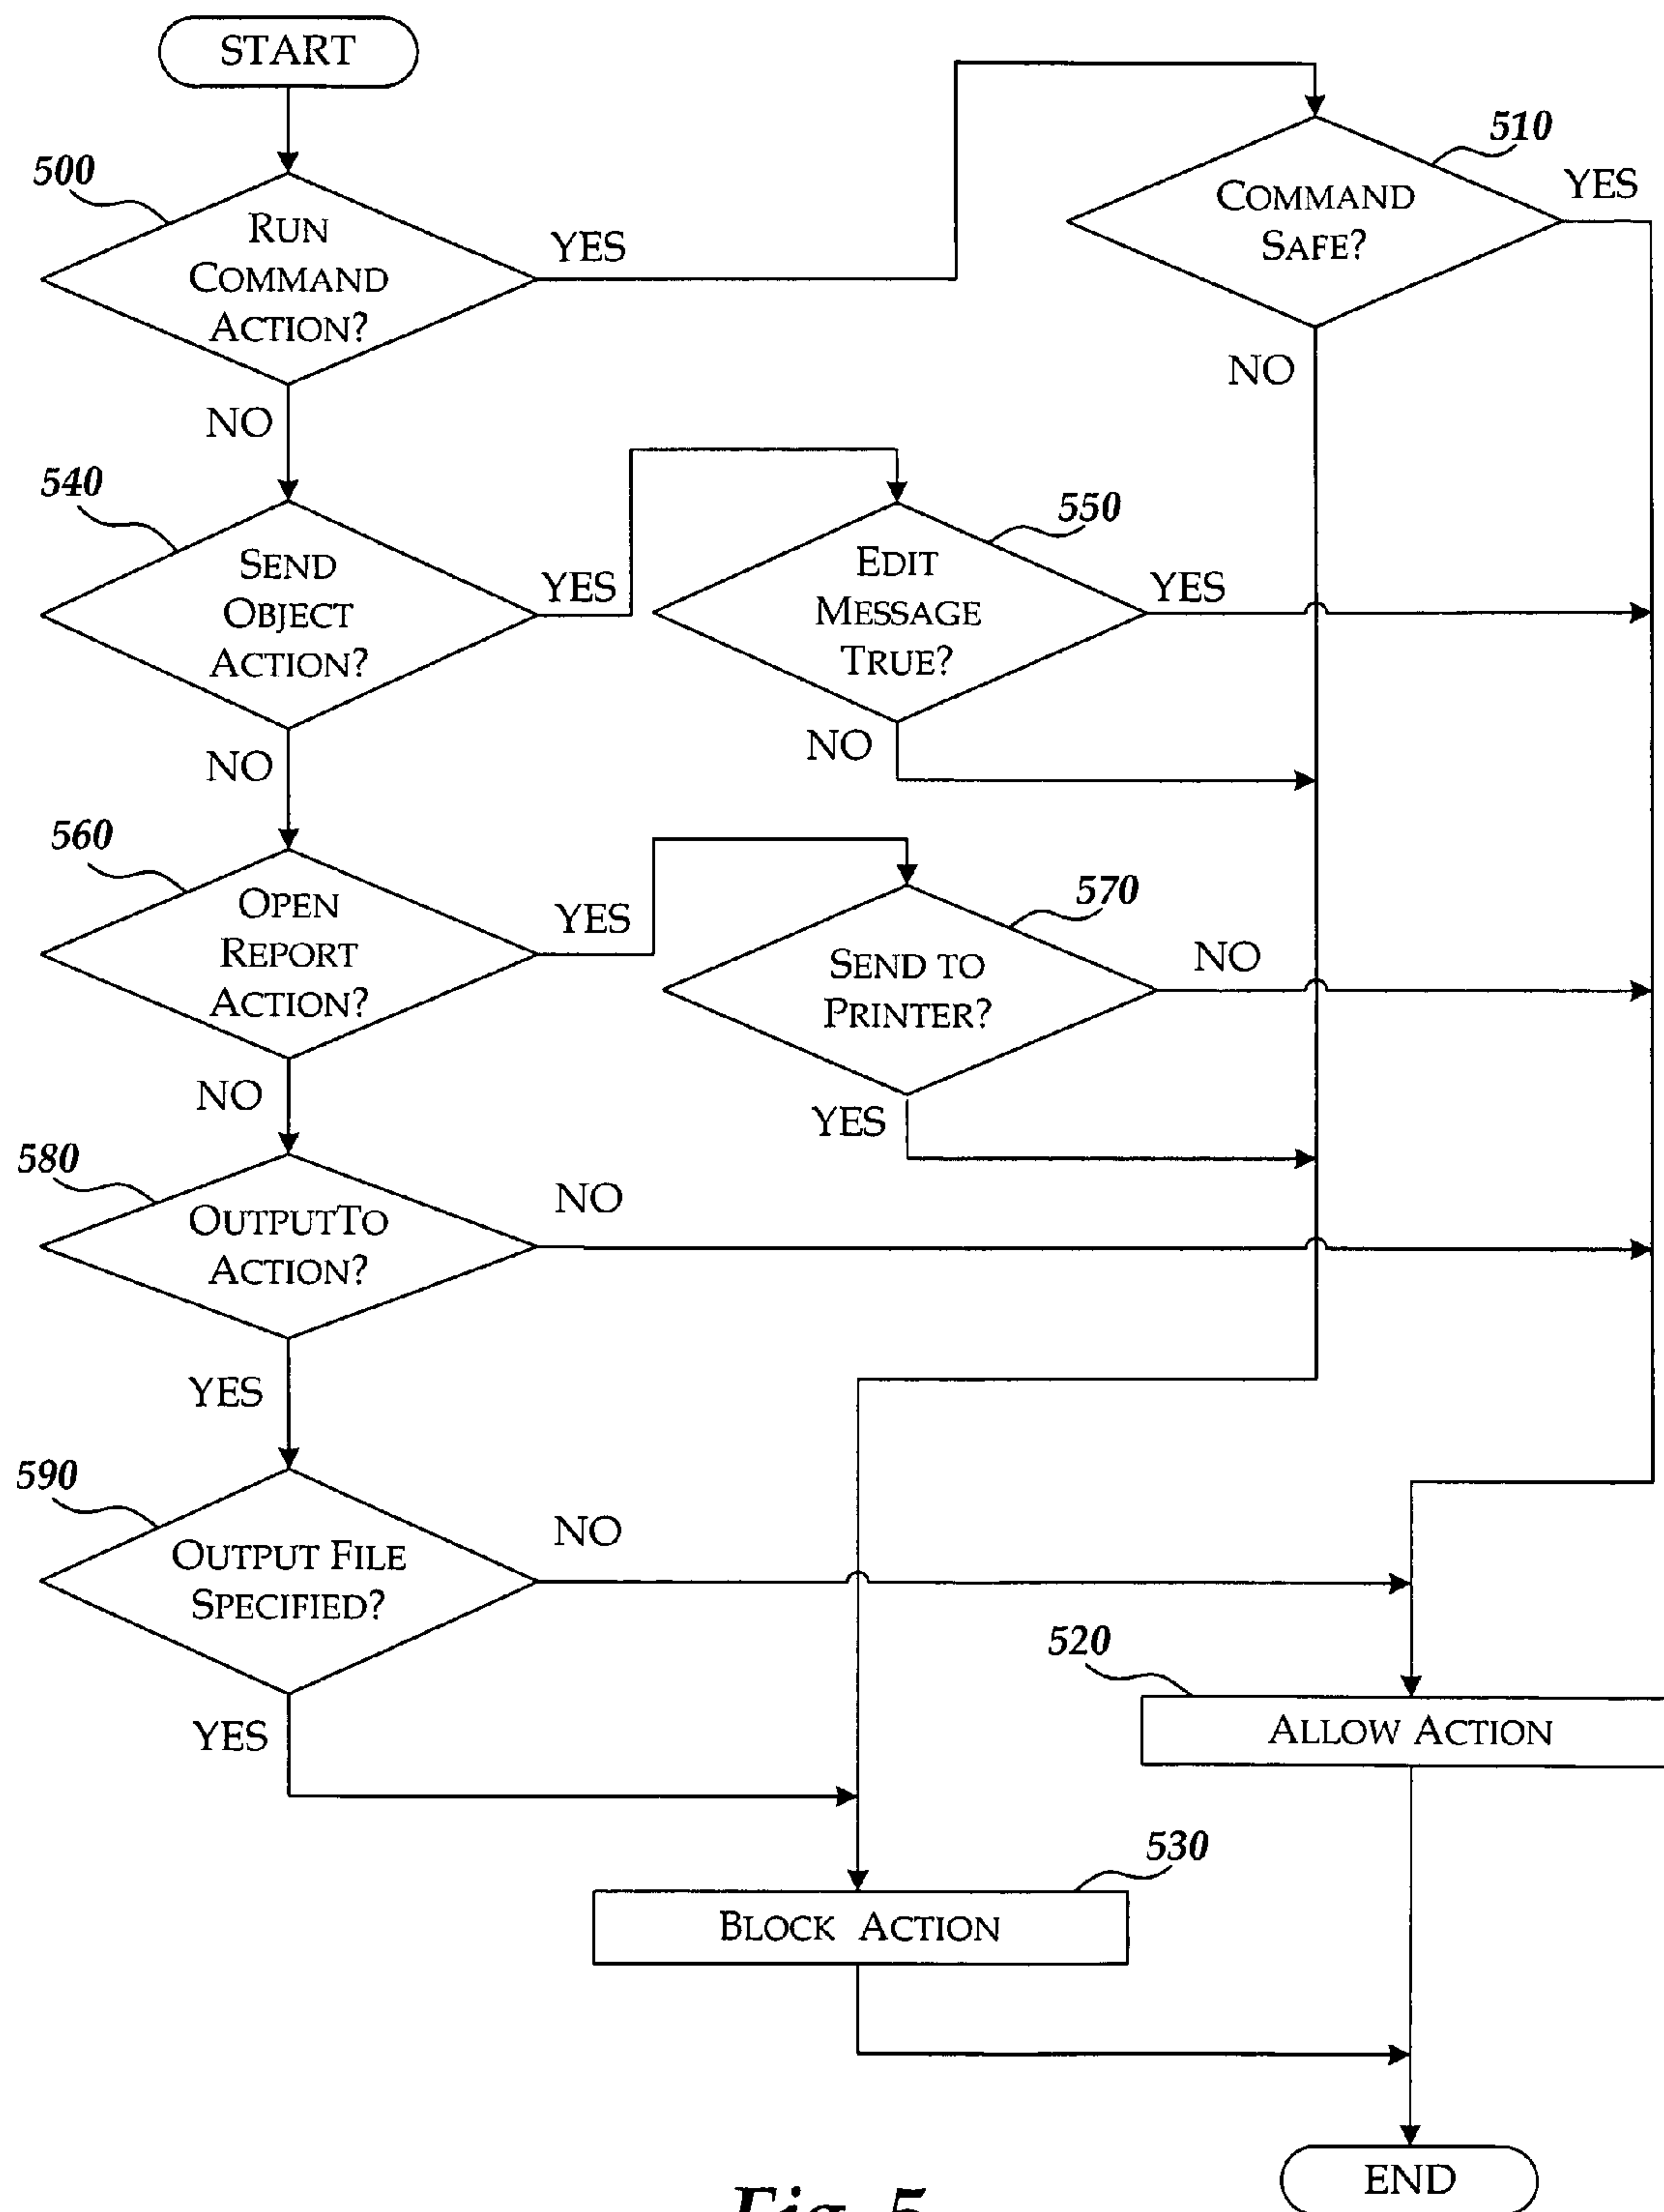 START
500
RUN
COMMAND
ACTION?
YES
NO
510
COMMAND
SAFE?
YES
NO
540
SEND
OBJECT
ACTION?
YES
NO
550
EDIT
MESSAGE
TRUE?
YES
NO
560
OPEN
REPORT
ACTION?
YES
NO
570
SEND TO
PRINTER?
NO
YES
580
OUTPUTTO
ACTION?
NO
YES
590
OUTPUT FILE
SPECIFIED?
NO
YES
520
ALLOW ACTION
530
BLOCK ACTION
END
Fig. 5